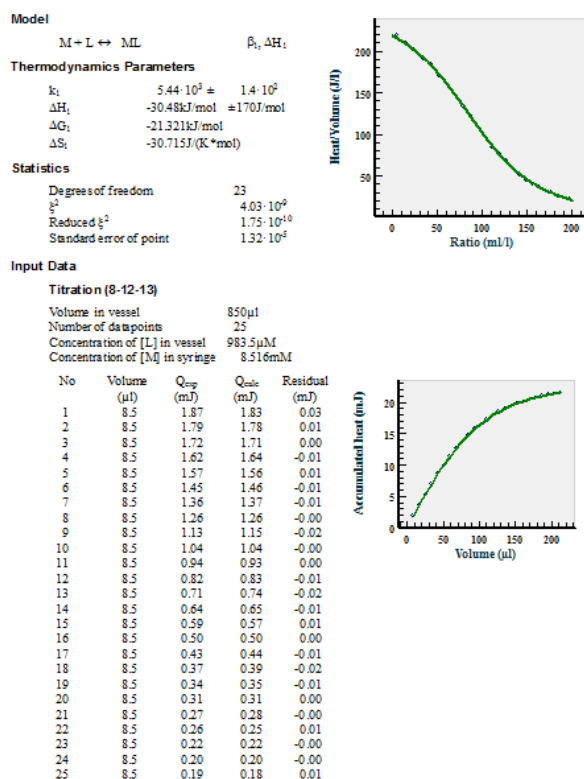 Model
M + L ↔ ML β₁, ΔH₁
Thermodynamics Parameters
k₁ 5.44·10³ ± 1.4·10²
ΔH₁ -30.48kJ/mol ±170J/mol
ΔG₁ -21.321kJ/mol
ΔS₁ -30.715J/(K*mol)
Statistics
Degrees of freedom 23
ξ² 4.03·10⁻⁹
Reduced ξ² 1.75·10⁻¹⁰
Standard error of point 1.32·10⁻⁵
Input Data
Titration (8-12-13)
Volume in vessel 850µl
Number of datapoints 25
Concentration of [L] in vessel 983.5µM
Concentration of [M] in syringe 8.516mM
No Volume Qexp Qcalc Residual
(µl) (mJ) (mJ) (mJ)
1 8.5 1.87 1.83 0.03
2 8.5 1.79 1.78 0.01
3 8.5 1.72 1.71 0.00
4 8.5 1.62 1.64 -0.01
5 8.5 1.57 1.56 0.01
6 8.5 1.45 1.46 -0.01
7 8.5 1.36 1.37 -0.01
8 8.5 1.26 1.26 -0.00
9 8.5 1.13 1.15 -0.02
10 8.5 1.04 1.04 -0.00
11 8.5 0.94 0.93 0.00
12 8.5 0.82 0.83 -0.01
13 8.5 0.71 0.74 -0.02
14 8.5 0.64 0.65 -0.01
15 8.5 0.59 0.57 0.01
16 8.5 0.50 0.50 0.00
17 8.5 0.43 0.44 -0.01
18 8.5 0.37 0.39 -0.02
19 8.5 0.34 0.35 -0.01
20 8.5 0.31 0.31 0.00
21 8.5 0.27 0.28 -0.00
22 8.5 0.26 0.25 0.01
23 8.5 0.22 0.22 -0.00
24 8.5 0.20 0.20 -0.00
25 8.5 0.19 0.18 0.01
Heat/Volume (J/l)
200
150
100
50
0 50 100 150 200
Ratio (ml/l)
Accumulated heat (mJ)
20
15
10
5
0
0 50 100 150 200
Volume (µl)